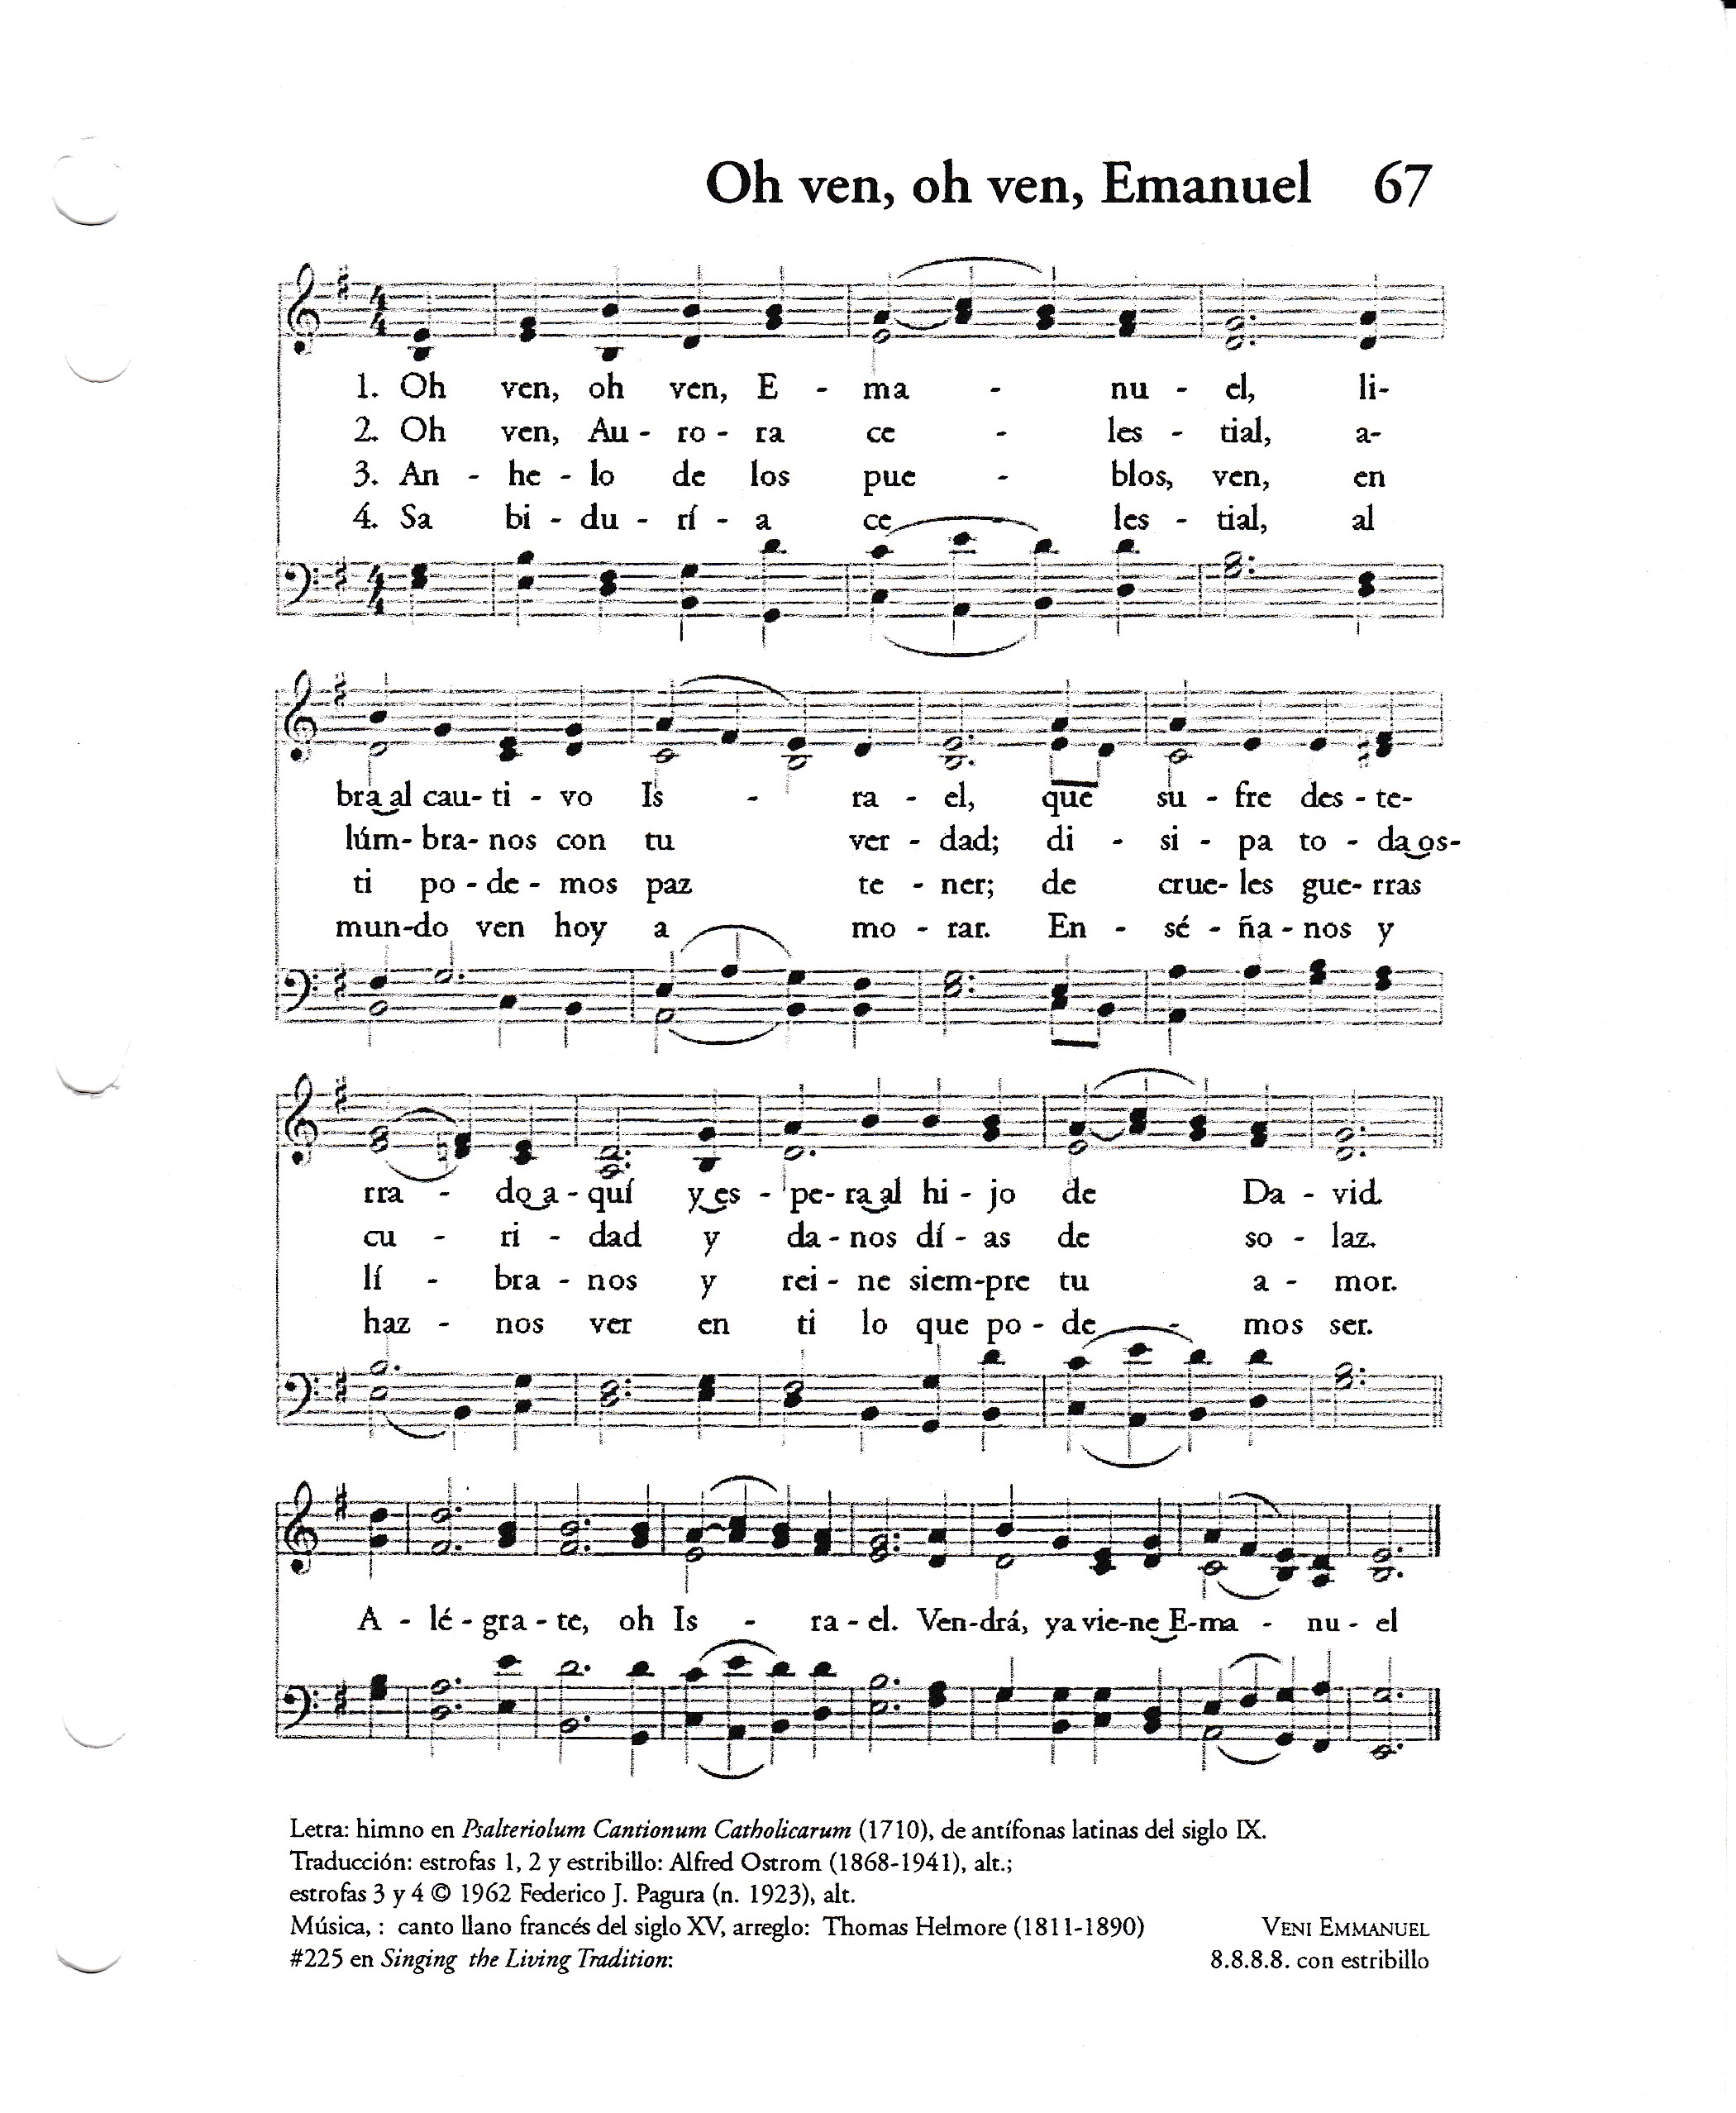 Oh ven, oh ven, Emanuel 67
1. Oh ven, oh ven, E - ma - nu - el, li-
2. Oh ven, Au - ro - ra ce - les - tial, a-
3. An - he - lo de los pue - blos, ven, en
4. Sa bi - du - rí - a ce les - tial, al
bra al cau- ti - vo Is - ra - el, que su - fre des - te-
lúm- bra- nos con tu ver - dad; di - si - pa to - da os-
ti po - de - mos paz te - ner; de crue- les gue- rras
mun-do ven hoy a mo - rar. En - sé - ña - nos y
rra - do a - quí y es - pe- ra al hi - jo de Da - vid.
cu - ri - dad y da - nos dí - as de so - laz.
lí - bra - nos y rei - ne siem-pre tu a - mor.
haz - nos ver en ti lo que po - de - mos ser.
A - lé - gra - te, oh Is - ra - el. Ven-drá, ya vie-ne E-ma - nu - el
Letra: himno en Psalteriolum Cantionum Catholicarum (1710), de antífonas latinas del siglo IX.
Traducción: estrofas 1, 2 y estribillo: Alfred Ostrom (1868-1941), alt.;
estrofas 3 y 4 © 1962 Federico J. Pagura (n. 1923), alt.
Música, : canto llano francés del siglo XV, arreglo: Thomas Helmore (1811-1890) VENI EMMANUEL
#225 en Singing the Living Tradition: 8.8.8.8. con estribillo